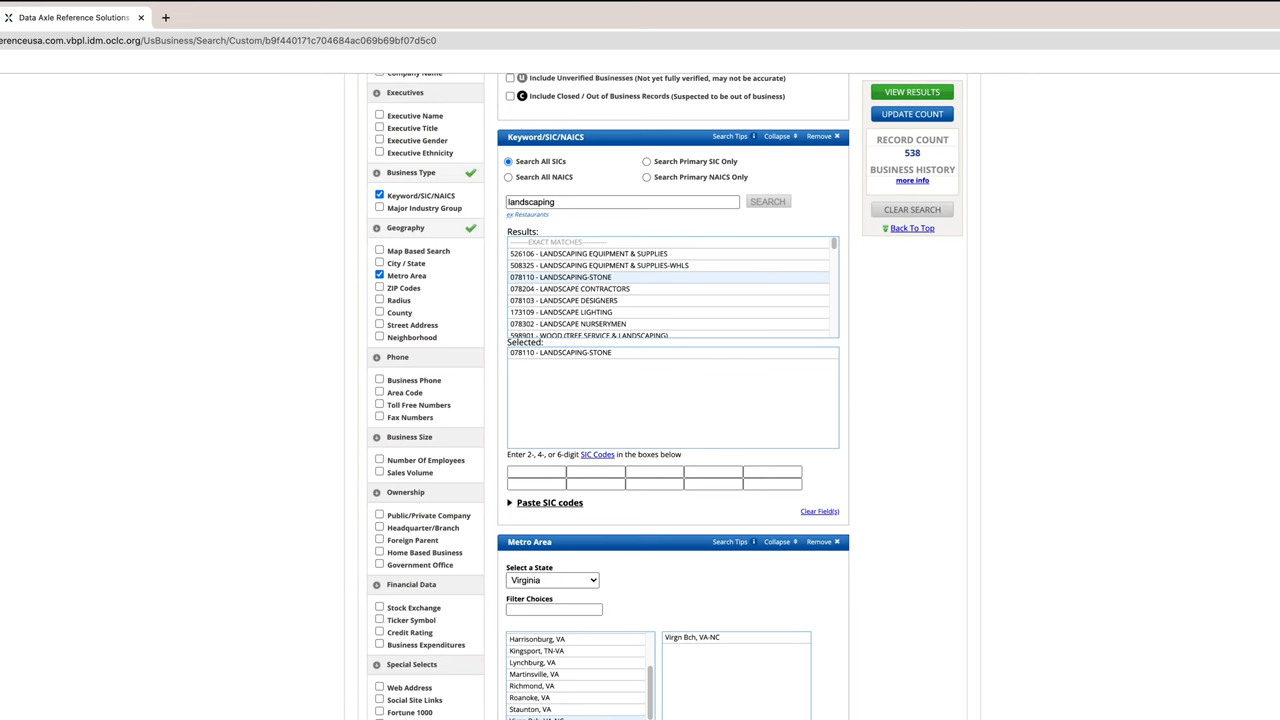 Data Axle Reference Solutions
erenceusa.com.vbpl.idm.oclc.org/UsBusiness/Search/Custom/b9f440171c704684ac069b69bf07d5c0
Company Name
Executives
Executive Name
Executive Title
Executive Gender
Executive Ethnicity
Business Type
Keyword/SIC/NAICS
Major Industry Group
Geography
Map Based Search
City / State
Metro Area
ZIP Codes
Radius
County
Street Address
Neighborhood
Phone
Business Phone
Area Code
Toll Free Numbers
Fax Numbers
Business Size
Number Of Employees
Sales Volume
Ownership
Public/Private Company
Headquarter/Branch
Foreign Parent
Home Based Business
Government Office
Financial Data
Stock Exchange
Ticker Symbol
Credit Rating
Business Expenditures
Special Selects
Web Address
Social Site Links
Fortune 1000
U Include Unverified Businesses (Not yet fully verified, may not be accurate)
C Include Closed / Out of Business Records (Suspected to be out of business)
Keyword/SIC/NAICS Search Tips i Collapse Remove
Search All SICs Search Primary SIC Only
Search All NAICS Search Primary NAICS Only
landscaping SEARCH
ex Restaurants
Results:
--------EXACT MATCHES--------
526106 - LANDSCAPING EQUIPMENT & SUPPLIES
508325 - LANDSCAPING EQUIPMENT & SUPPLIES-WHLS
078110 - LANDSCAPING-STONE
078204 - LANDSCAPE CONTRACTORS
078103 - LANDSCAPE DESIGNERS
173109 - LANDSCAPE LIGHTING
078302 - LANDSCAPE NURSERYMEN
598901 - WOOD (TREE SERVICE & LANDSCAPING)
Selected:
078110 - LANDSCAPING-STONE
Enter 2-, 4-, or 6-digit SIC Codes in the boxes below
Paste SIC codes
Clear Field(s)
Metro Area Search Tips i Collapse Remove
Select a State
Virginia
Filter Choices
Harrisonburg, VA
Kingsport, TN-VA
Lynchburg, VA
Martinsville, VA
Richmond, VA
Roanoke, VA
Staunton, VA
Virgn Bch, VA-NC
Virgn Bch, VA-NC
VIEW RESULTS
UPDATE COUNT
RECORD COUNT
538
BUSINESS HISTORY
more info
CLEAR SEARCH
Back To Top